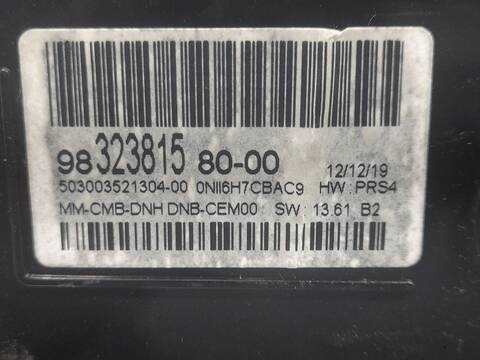 98 323815 80-00 12/12/19
503003521304-00 0NII6H7CBAC9 HW: PRS4
MM-CMB-DNH DNB-CEM00 SW: 13.61 B2